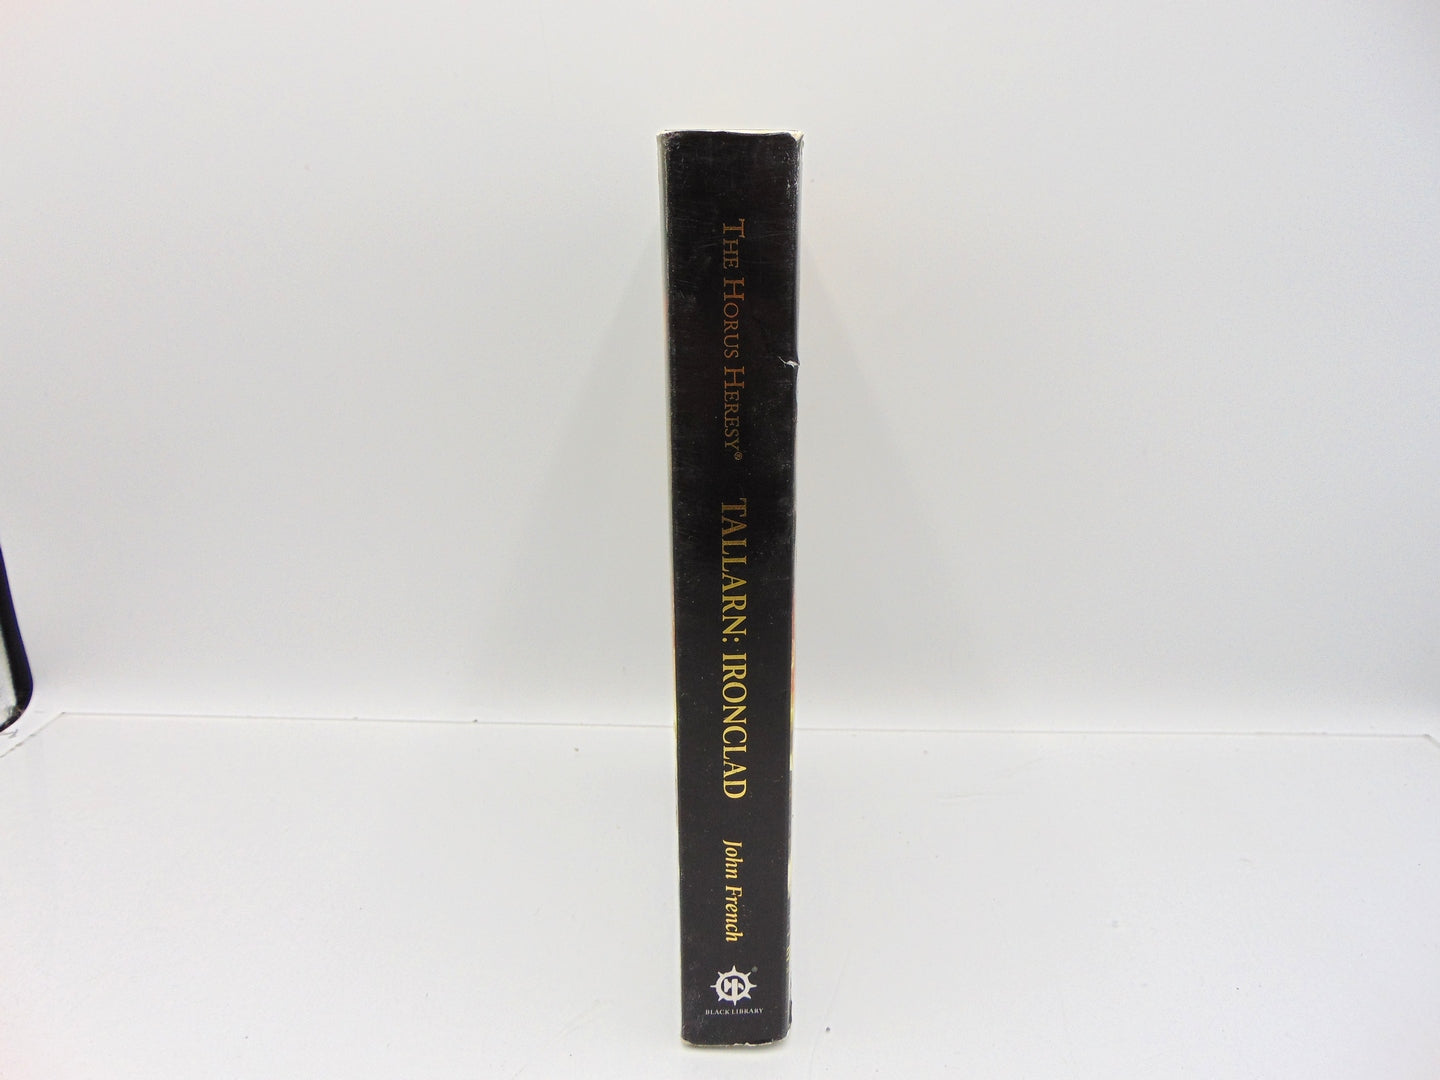 THE HORUS HERESY®
TALLARN: IRONCLAD
John French
®
BLACK LIBRARY